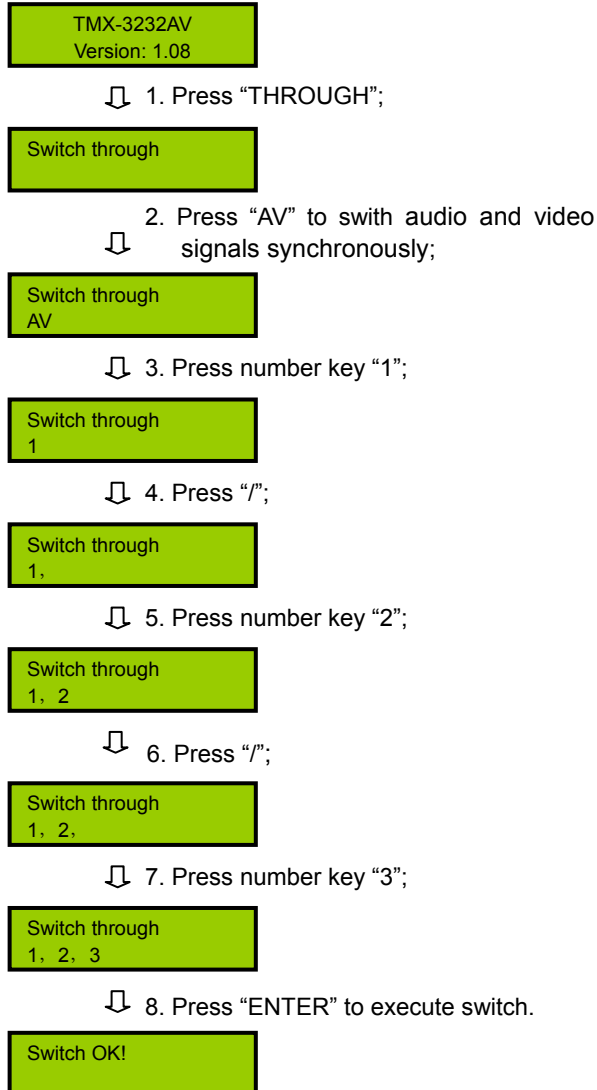 TMX-3232AV
Version: 1.08
1. Press “THROUGH”;
Switch through
2. Press “AV” to swith audio and video
signals synchronously;
Switch through
AV
3. Press number key “1”;
Switch through
1
4. Press “/”;
Switch through
1，
5. Press number key “2”;
Switch through
1，2
6. Press “/”;
Switch through
1，2，
7. Press number key “3”;
Switch through
1，2，3
8. Press “ENTER” to execute switch.
Switch OK!